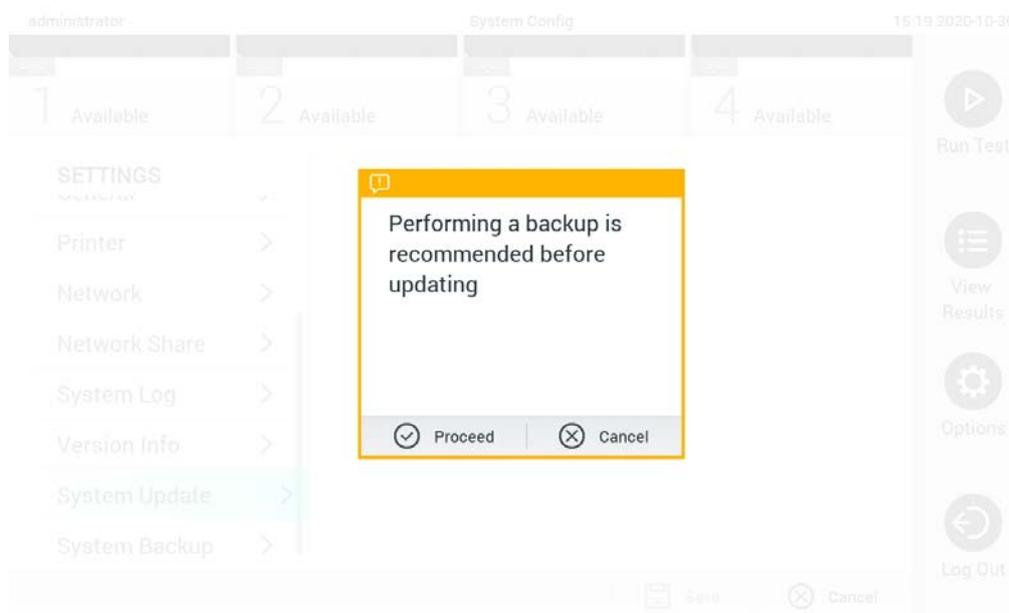 administrator
System Config
15:19 2020-10-30
1 Available
2 Available
3 Available
4 Available
Run Test
SETTINGS
General
Printer
Network
Network Share
System Log
Version Info
System Update
System Backup
Performing a backup is
recommended before
updating
Proceed
Cancel
View
Results
Options
Log Out
Save
Cancel